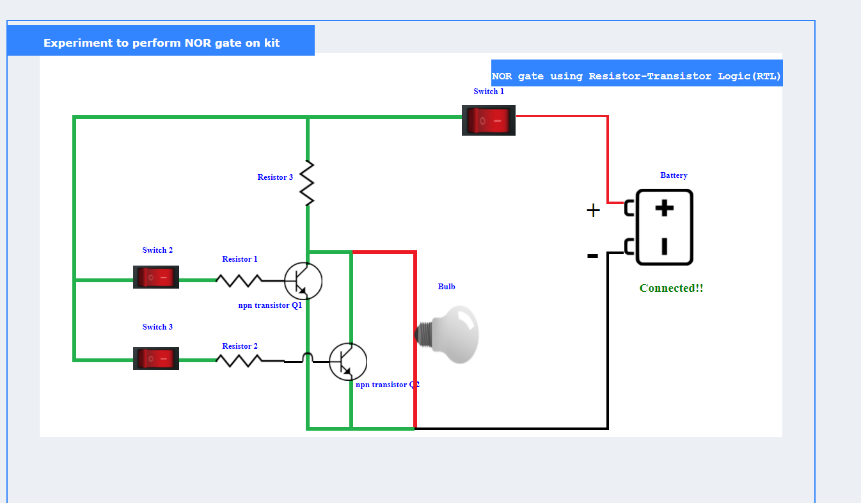 Experiment to perform NOR gate on kit
NOR gate using Resistor-Transistor Logic(RTL)
Switch 1
Resistor 3
Battery
+
-
Switch 2
Resistor 1
npn transistor Q1
Bulb
Connected!!
Switch 3
Resistor 2
npn transistor Q2